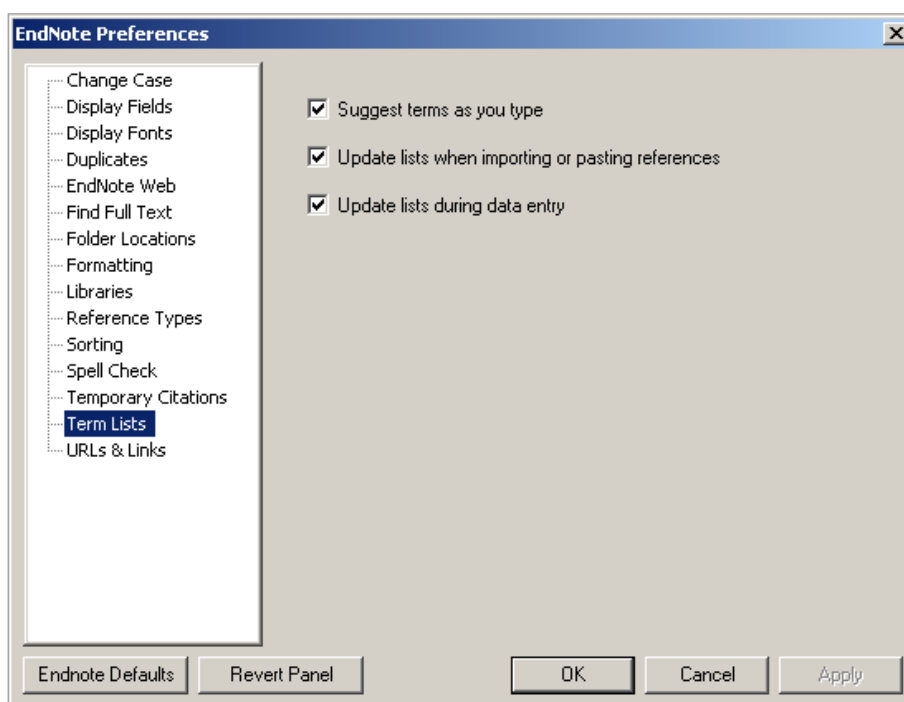 EndNote Preferences
Change Case
Display Fields
Display Fonts
Duplicates
EndNote Web
Find Full Text
Folder Locations
Formatting
Libraries
Reference Types
Sorting
Spell Check
Temporary Citations
Term Lists
URLs & Links
Suggest terms as you type
Update lists when importing or pasting references
Update lists during data entry
Endnote Defaults
Revert Panel
OK
Cancel
Apply